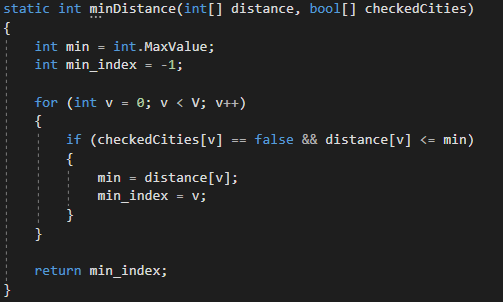 static int minDistance(int[] distance, bool[] checkedCities)
{
    int min = int.MaxValue;
    int min_index = -1;

    for (int v = 0; v < V; v++)
    {
        if (checkedCities[v] == false && distance[v] <= min)
        {
            min = distance[v];
            min_index = v;
        }
    }

    return min_index;
}